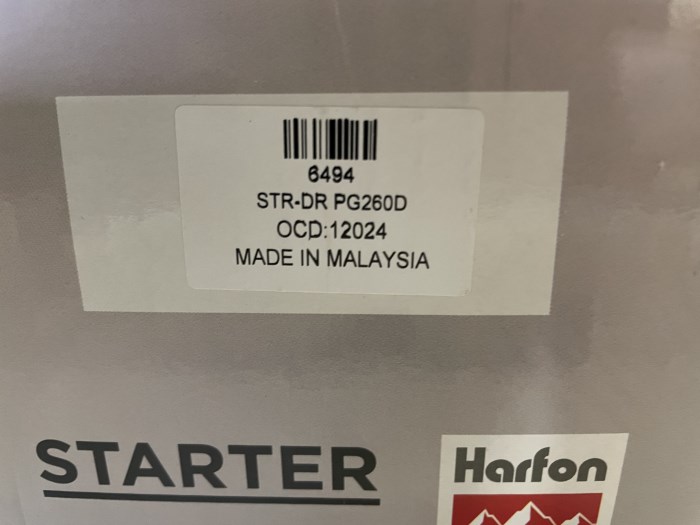 6494
STR-DR PG260D
OCD:12024
MADE IN MALAYSIA
STARTER
Harfon